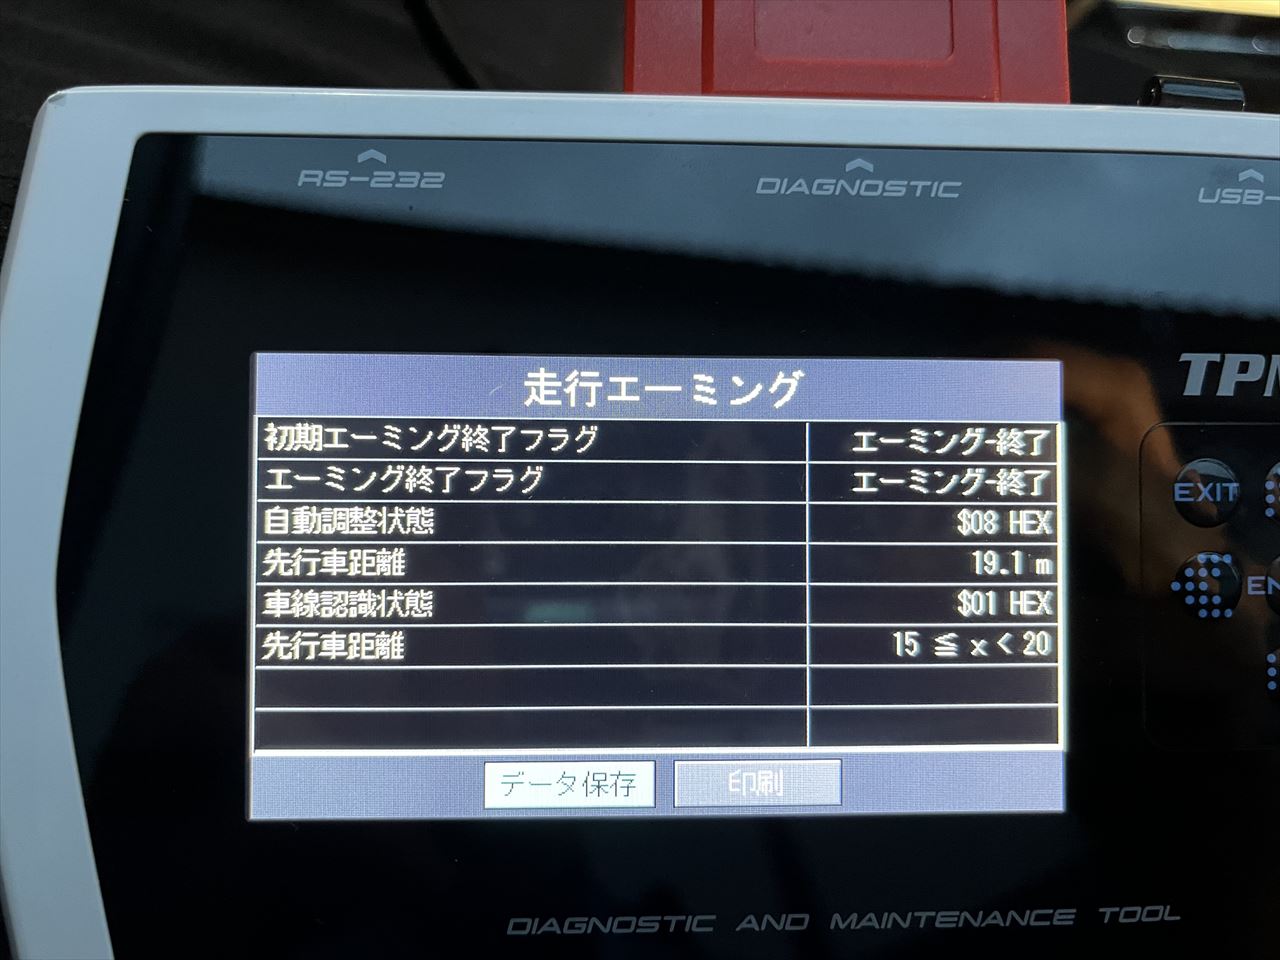 RS-232
DIAGNOSTIC
USB-
TPM
走行エーミング
初期エーミング終了フラグ エーミング終了
エーミング終了フラグ エーミング終了
自動調整状態 $08 HEX
先行車距離 19.1 m
車線認識状態 $01 HEX
先行車距離 15 ≦ x < 20
データ保存 印刷
EXIT
EN
DIAGNOSTIC AND MAINTENANCE TOOL